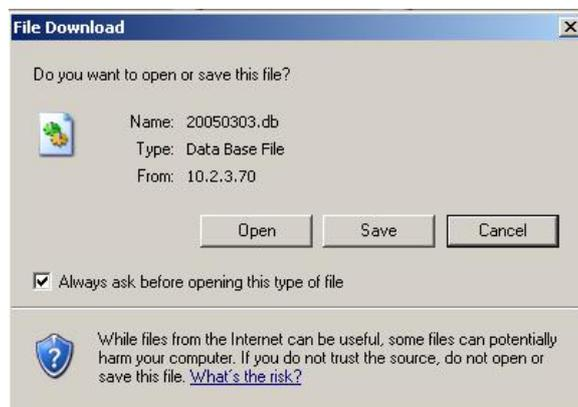 File Download
Do you want to open or save this file?
Name: 20050303.db
Type: Data Base File
From: 10.2.3.70
Open Save Cancel
Always ask before opening this type of file
While files from the Internet can be useful, some files can potentially
harm your computer. If you do not trust the source, do not open or
save this file. What's the risk?